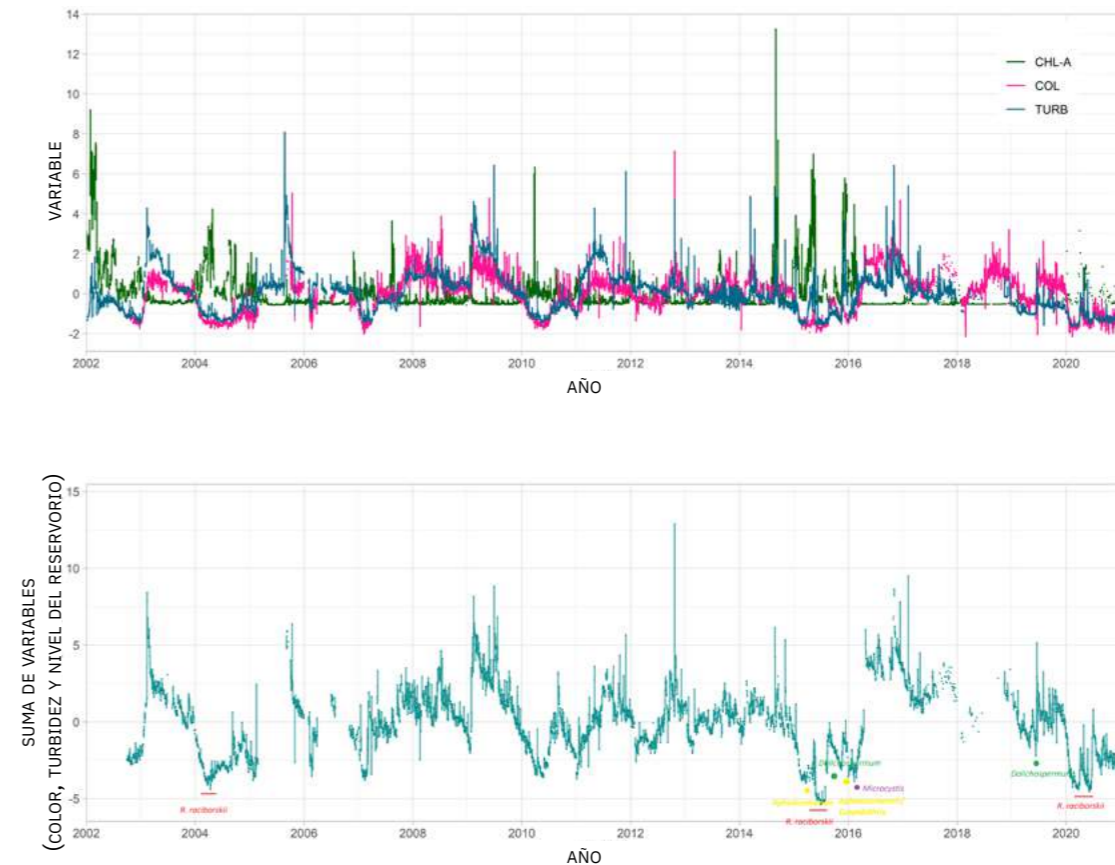 14
12
10
8
6
4
2
0
-2
VARIABLE
CHL-A
COL
TURB
2002 2004 2006 2008 2010 2012 2014 2016 2018 2020
AÑO
SUMA DE VARIABLES
(COLOR, TURBIDEZ Y NIVEL DEL RESERVORIO)
15
10
5
0
-5
Dolichospermum
Dolichospermum
Microcystis
R. raciborskii
R. raciborskii
R. raciborskii
2002 2004 2006 2008 2010 2012 2014 2016 2018 2020
AÑO